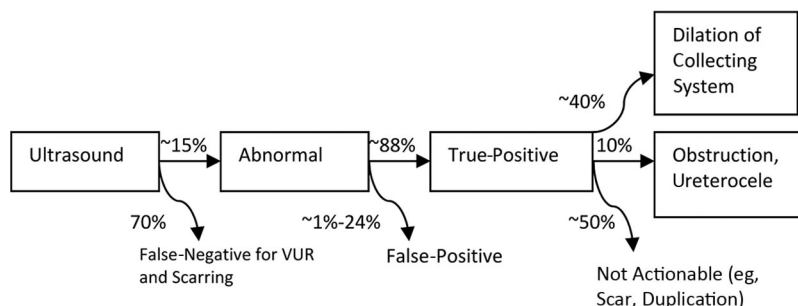 Dilation of
Collecting
System
~40%
Ultrasound
~15%
Abnormal
~88%
True-Positive
10%
Obstruction,
Ureterocele
70%
~1%-24%
~50%
False-Negative for VUR
and Scarring
False-Positive
Not Actionable (eg,
Scar, Duplication)